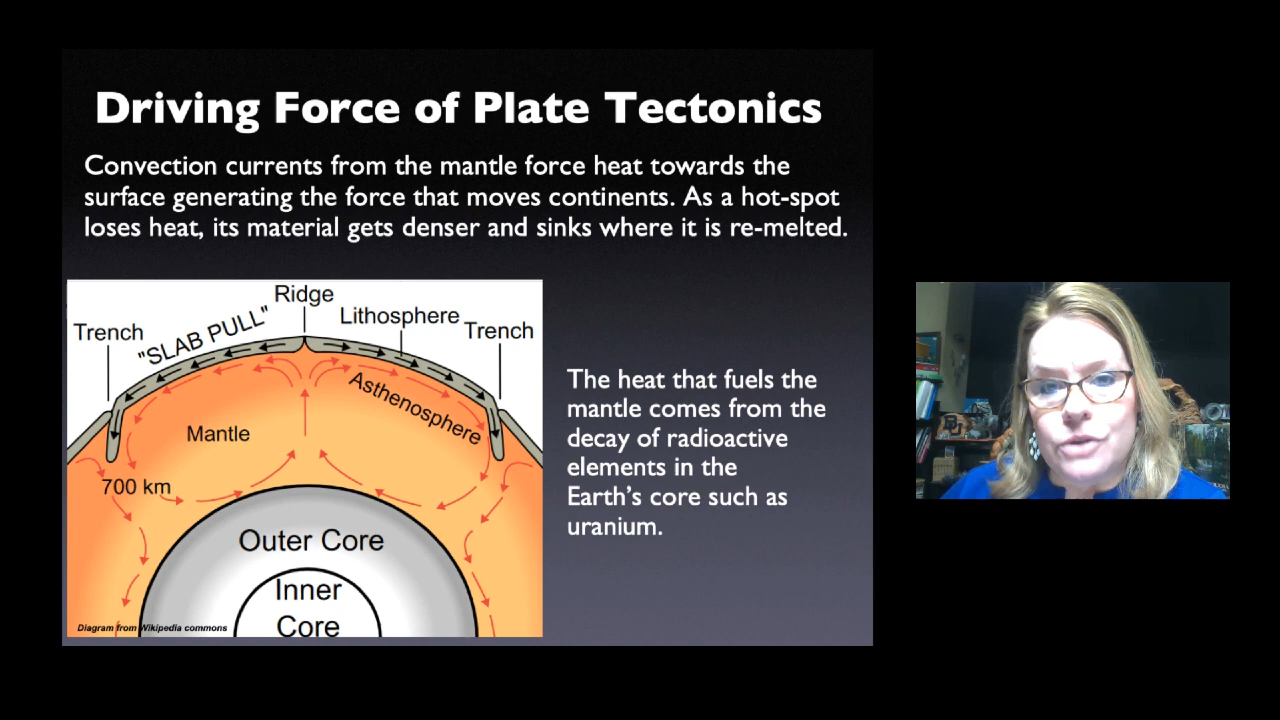 Driving Force of Plate Tectonics
Convection currents from the mantle force heat towards the
surface generating the force that moves continents. As a hot-spot
loses heat, its material gets denser and sinks where it is re-melted.
Ridge
Trench
"SLAB PULL"
Lithosphere
Trench
Asthenosphere
Mantle
700 km
Outer Core
Inner
Core
Diagram from Wikipedia commons
The heat that fuels the
mantle comes from the
decay of radioactive
elements in the
Earth's core such as
uranium.